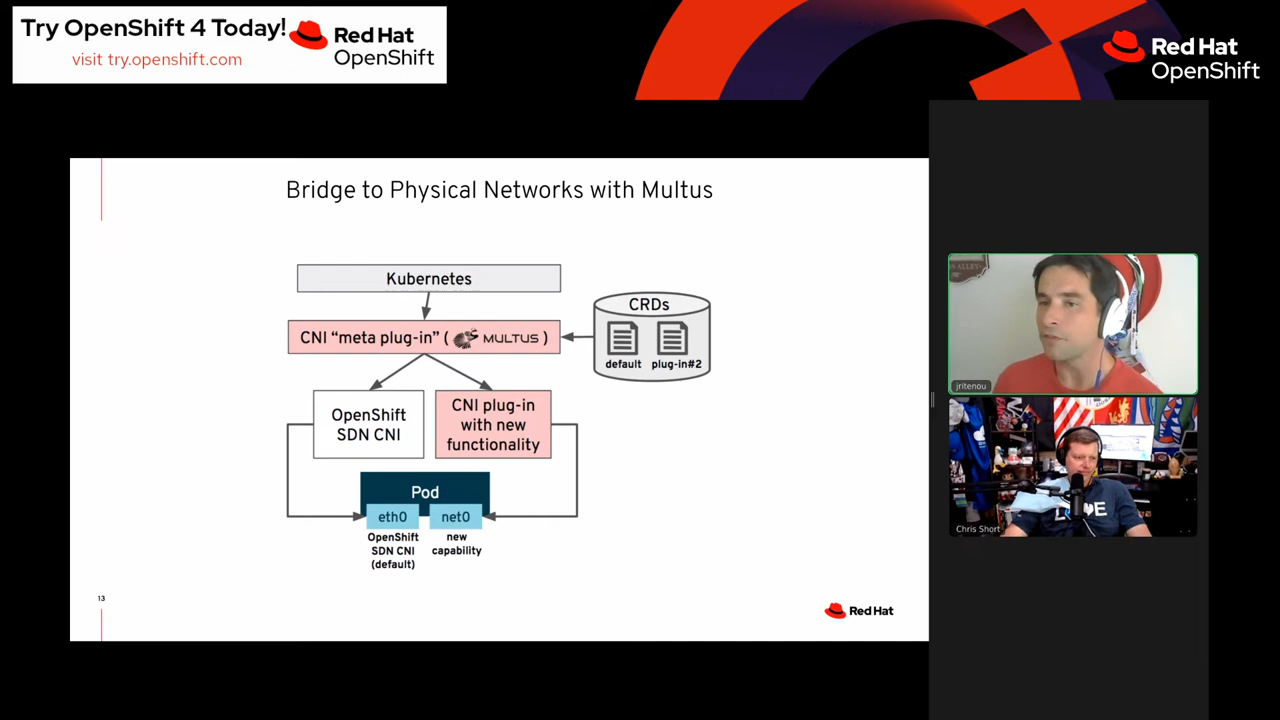 Try OpenShift 4 Today!
visit try.openshift.com
Red Hat
OpenShift
Red Hat
OpenShift
Bridge to Physical Networks with Multus
Kubernetes
CNI “meta plug-in” ( MULTUS )
CRDs
default plug-in#2
OpenShift
SDN CNI
CNI plug-in
with new
functionality
Pod
eth0 net0
OpenShift
SDN CNI
(default)
new
capability
13
Red Hat
jritenou
Chris Short